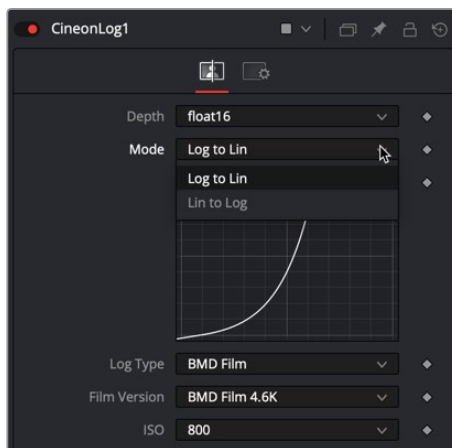 CineonLog1
Depth float16
Mode Log to Lin
Log to Lin
Lin to Log
Log Type BMD Film
Film Version BMD Film 4.6K
ISO 800